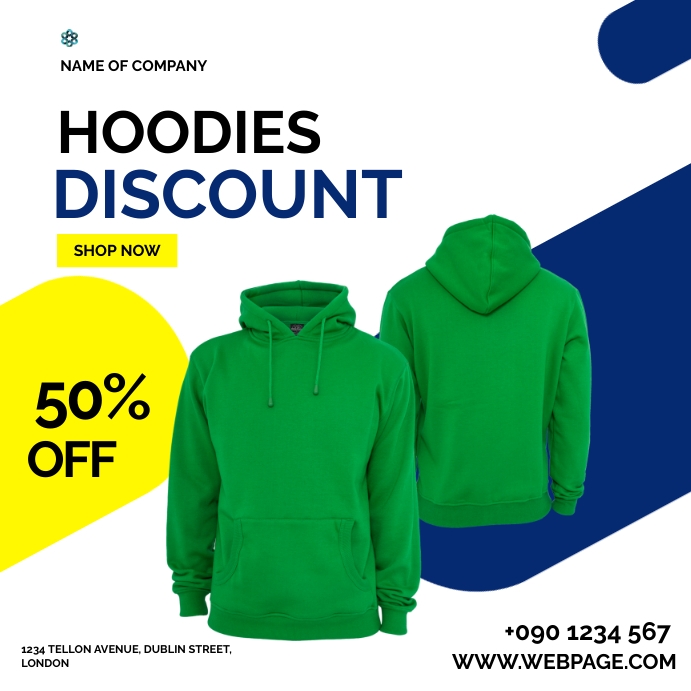 NAME OF COMPANY
HOODIES
DISCOUNT
SHOP NOW
50%
OFF
1234 TELLON AVENUE, DUBLIN STREET,
LONDON
+090 1234 567
WWW.WEBPAGE.COM